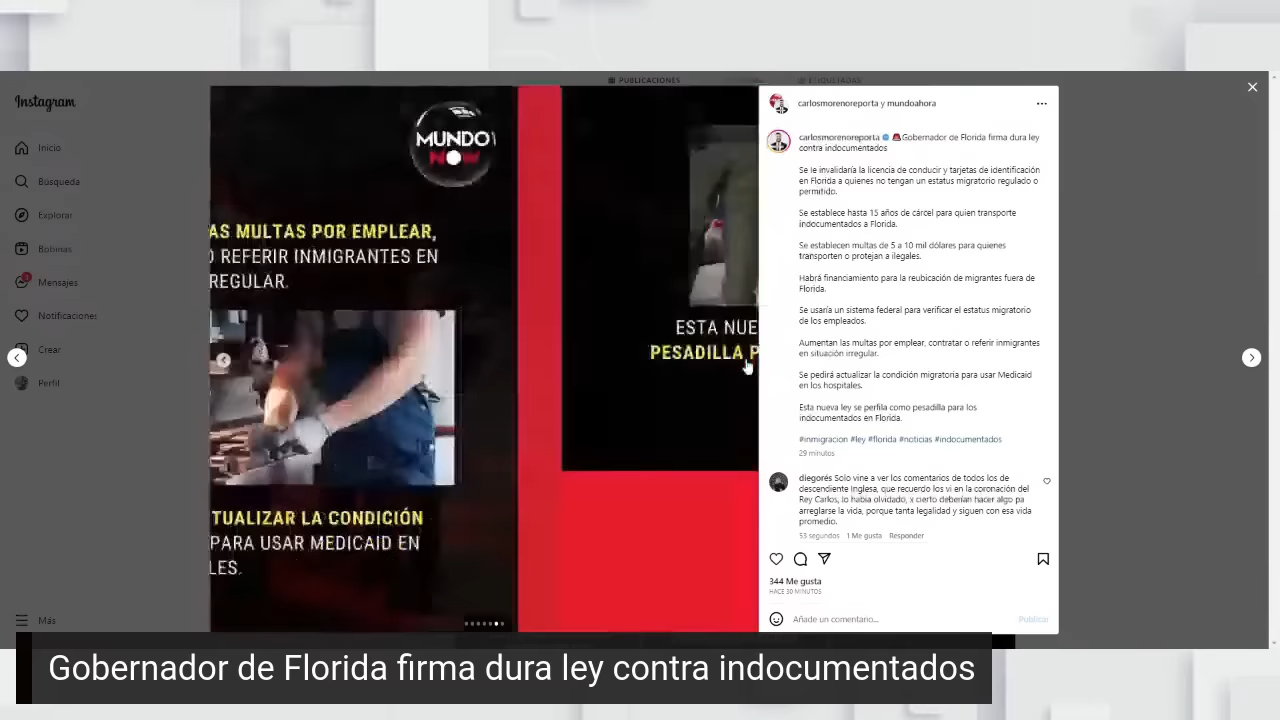 PUBLICACIONES
ETIQUETADAS
Instagram
Inicio
Búsqueda
Explorar
Bobinas
1
Mensajes
Notificaciones
Crear
Perfil
Más
MUNDO
NOW
AS MULTAS POR EMPLEAR,
O REFERIR INMIGRANTES EN
REGULAR.
TUALIZAR LA CONDICIÓN
PARA USAR MEDICAID EN
LES.
ESTA NUE
PESADILLA P
carlosmorenoreporta y mundoahora
carlosmorenoreporta Gobernador de Florida firma dura ley
contra indocumentados
Se le invalidaría la licencia de conducir y tarjetas de identificación
en Florida a quienes no tengan un estatus migratorio regulado o
permitido.
Se establece hasta 15 años de cárcel para quien transporte
indocumentados a Florida.
Se establecen multas de 5 a 10 mil dólares para quienes
transporten o protejan a ilegales.
Habrá financiamiento para la reubicación de migrantes fuera de
Florida.
Se usaría un sistema federal para verificar el estatus migratorio
de los empleados.
Aumentan las multas por emplear, contratar o referir inmigrantes
en situación irregular.
Se pedirá actualizar la condición migratoria para usar Medicaid
en los hospitales.
Esta nueva ley se perfila como pesadilla para los
indocumentados en Florida.
#inmigracion #ley #florida #noticias #indocumentados
29 minutos
diegorés Solo vine a ver los comentarios de todos los de
descendiente Inglesa, que recuerdo los vi en la coronación del
Rey Carlos, lo había olvidado, x cierto deberían hacer algo pa
arreglarse la vida, porque tanta legalidad y siguen con esa vida
promedio.
53 segundos 1 Me gusta Responder
344 Me gusta
HACE 30 MINUTOS
Añade un comentario...
Publicar
Gobernador de Florida firma dura ley contra indocumentados